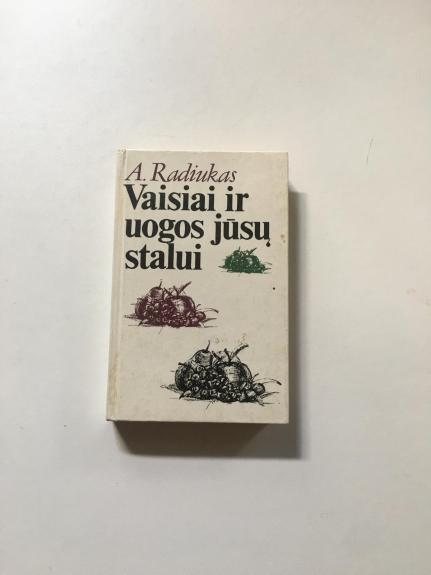 A. Radiukas
Vaisiai ir
uogos jūsų
stalui